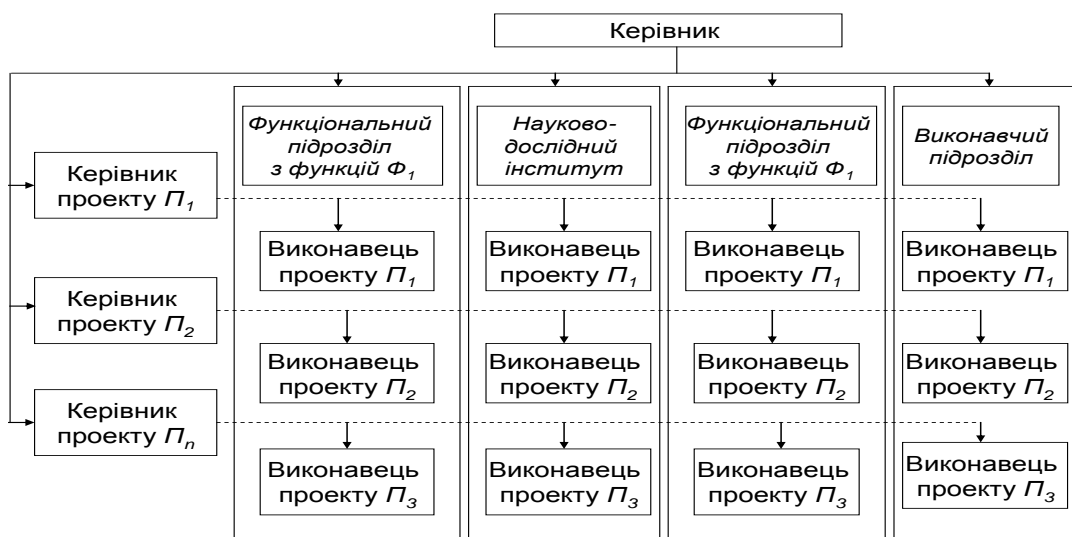 Керівник
Функціональний
підрозділ
з функцій Ф1
Науково-
дослідний
інститут
Функціональний
підрозділ
з функцій Ф1
Виконавчий
підрозділ
Керівник
проекту П1
Виконавець
проекту П1
Виконавець
проекту П1
Виконавець
проекту П1
Виконавець
проекту П1
Керівник
проекту П2
Виконавець
проекту П2
Виконавець
проекту П2
Виконавець
проекту П2
Виконавець
проекту П2
Керівник
проекту Пn
Виконавець
проекту П3
Виконавець
проекту П3
Виконавець
проекту П3
Виконавець
проекту П3